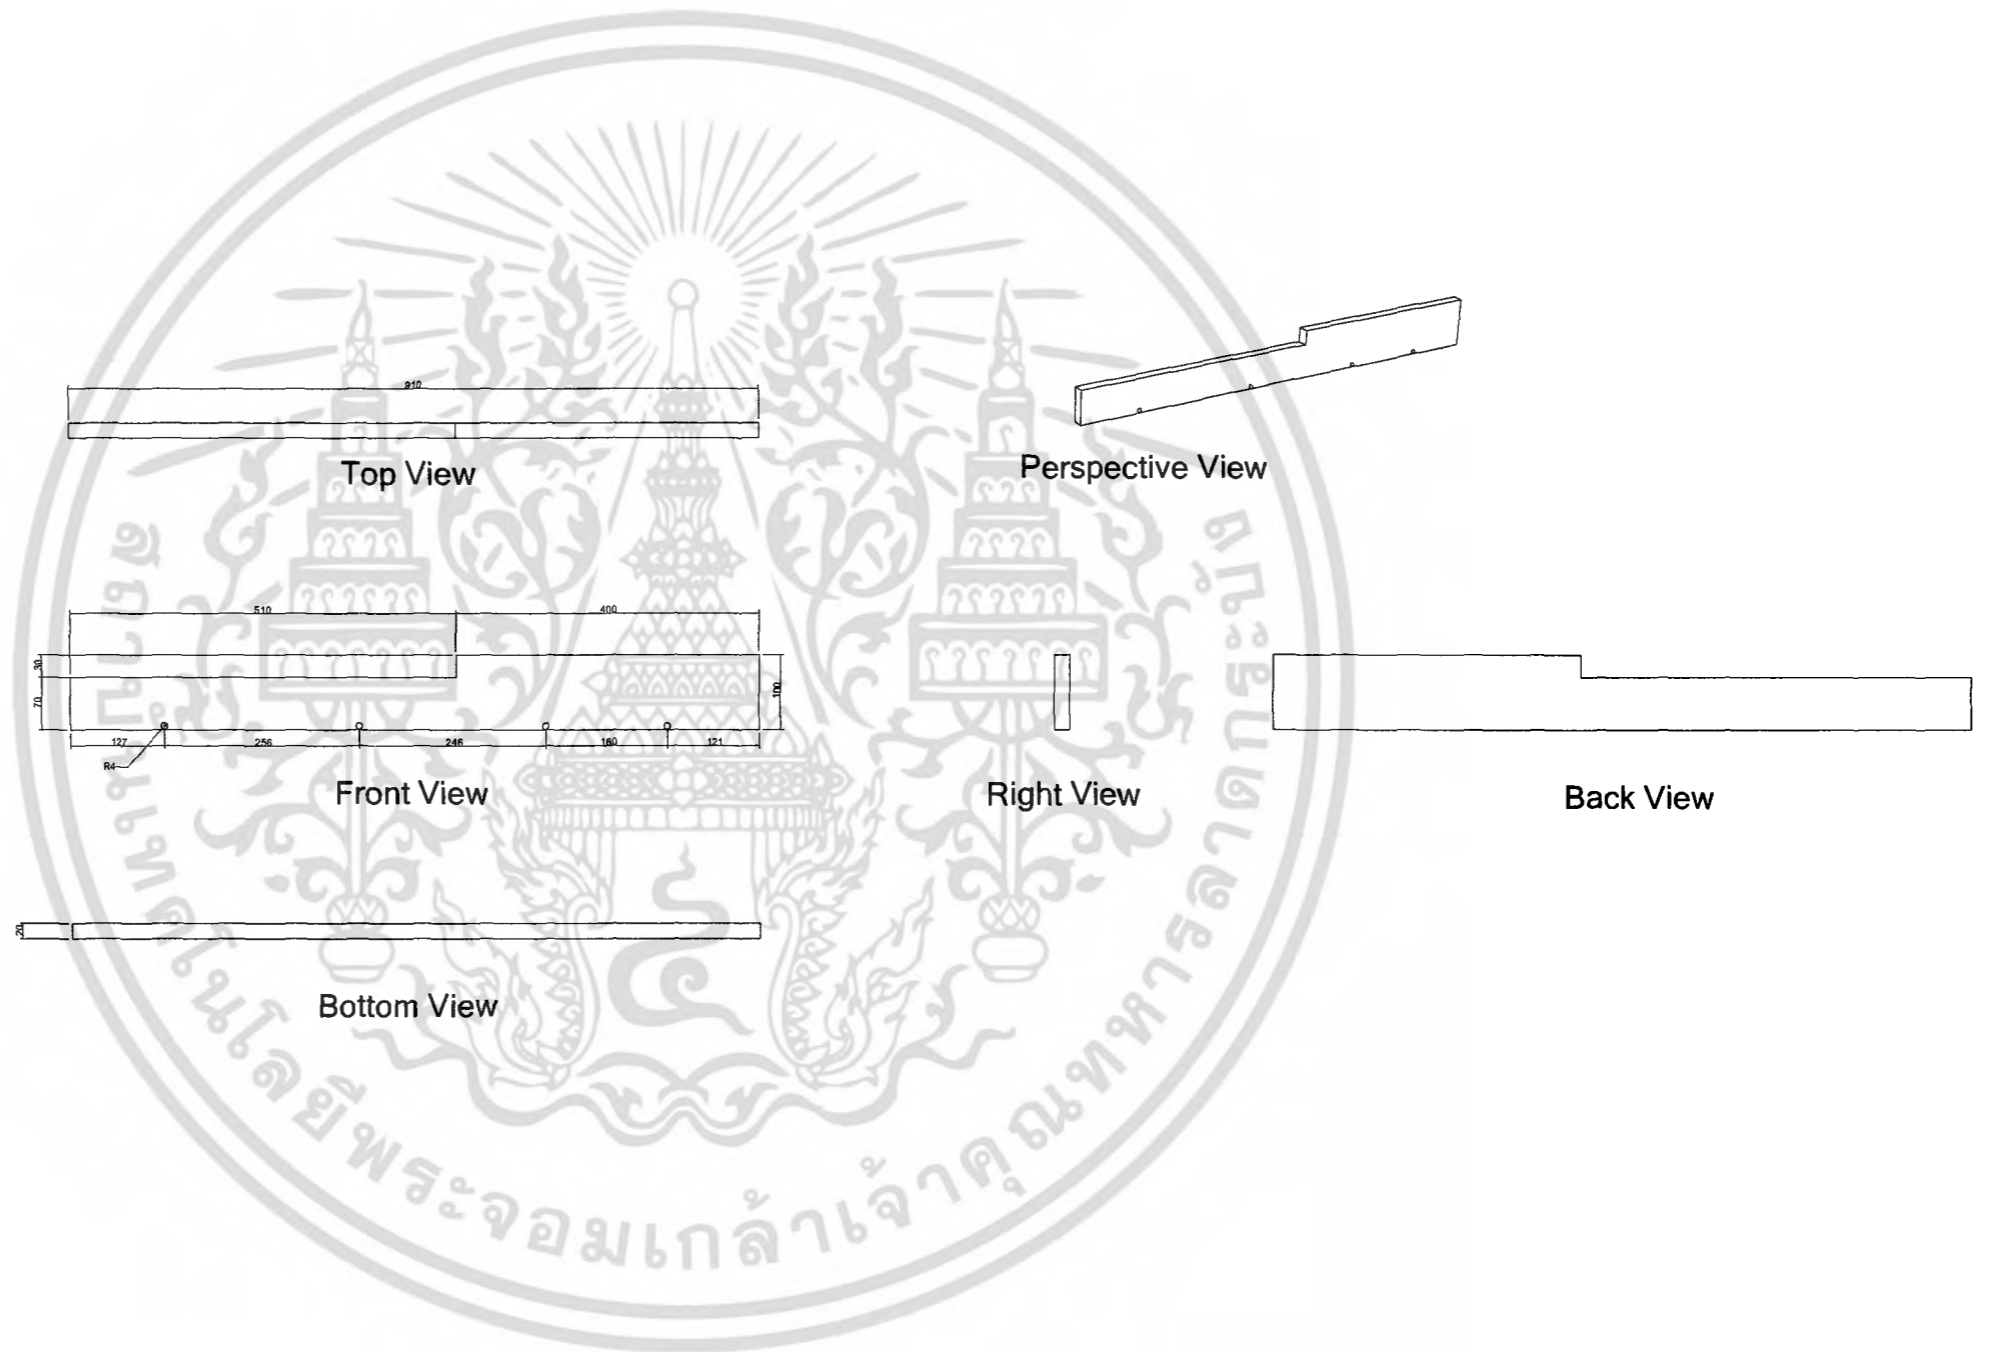 910
Top View
Perspective View
510 400
30
70
100
127 256 246 160 121
R4
Front View
Right View
Back View
20
Bottom View
สถาบันเทคโนโลยีพระจอมเกล้าเจ้าคุณทหารลาดกระบัง
๔